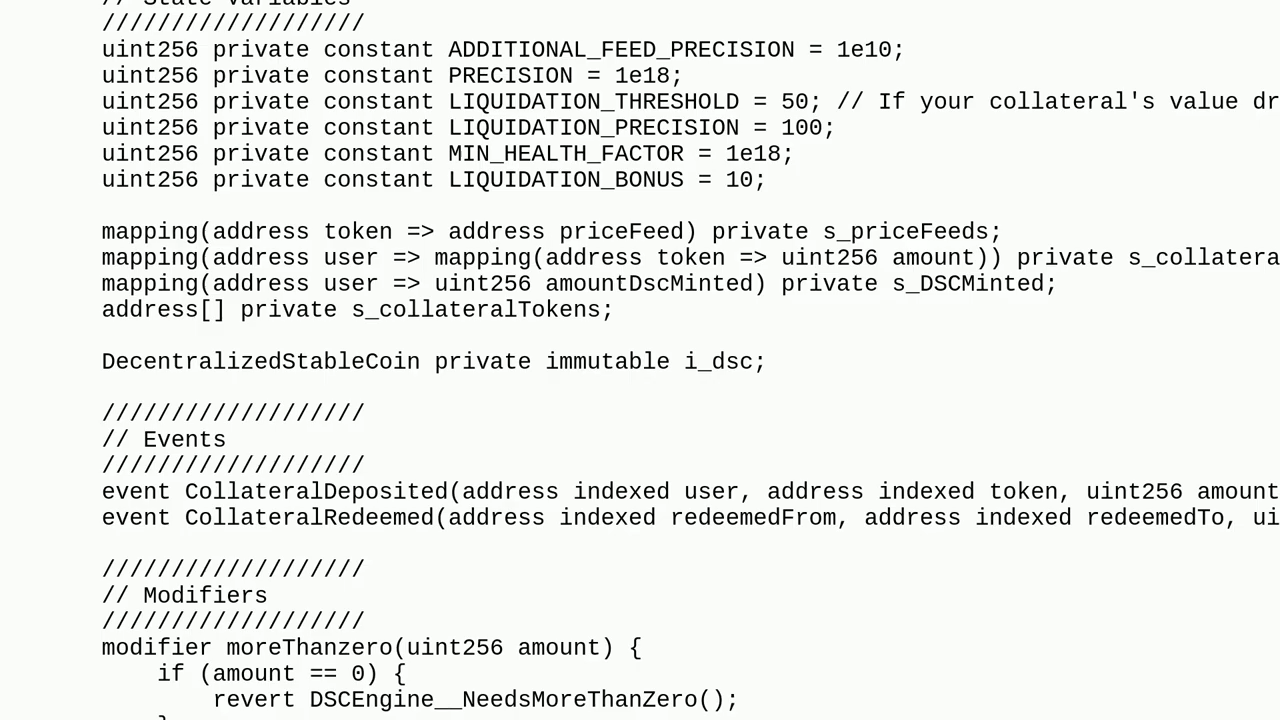 // State Variables
///////////////////
uint256 private constant ADDITIONAL_FEED_PRECISION = 1e10;
uint256 private constant PRECISION = 1e18;
uint256 private constant LIQUIDATION_THRESHOLD = 50; // If your collateral's value dr
uint256 private constant LIQUIDATION_PRECISION = 100;
uint256 private constant MIN_HEALTH_FACTOR = 1e18;
uint256 private constant LIQUIDATION_BONUS = 10;
mapping(address token => address priceFeed) private s_priceFeeds;
mapping(address user => mapping(address token => uint256 amount)) private s_collatera
mapping(address user => uint256 amountDscMinted) private s_DSCMinted;
address[] private s_collateralTokens;
DecentralizedStableCoin private immutable i_dsc;
///////////////////
// Events
///////////////////
event CollateralDeposited(address indexed user, address indexed token, uint256 amount
event CollateralRedeemed(address indexed redeemedFrom, address indexed redeemedTo, ui
///////////////////
// Modifiers
///////////////////
modifier moreThanzero(uint256 amount) {
if (amount == 0) {
revert DSCEngine__NeedsMoreThanZero();
}